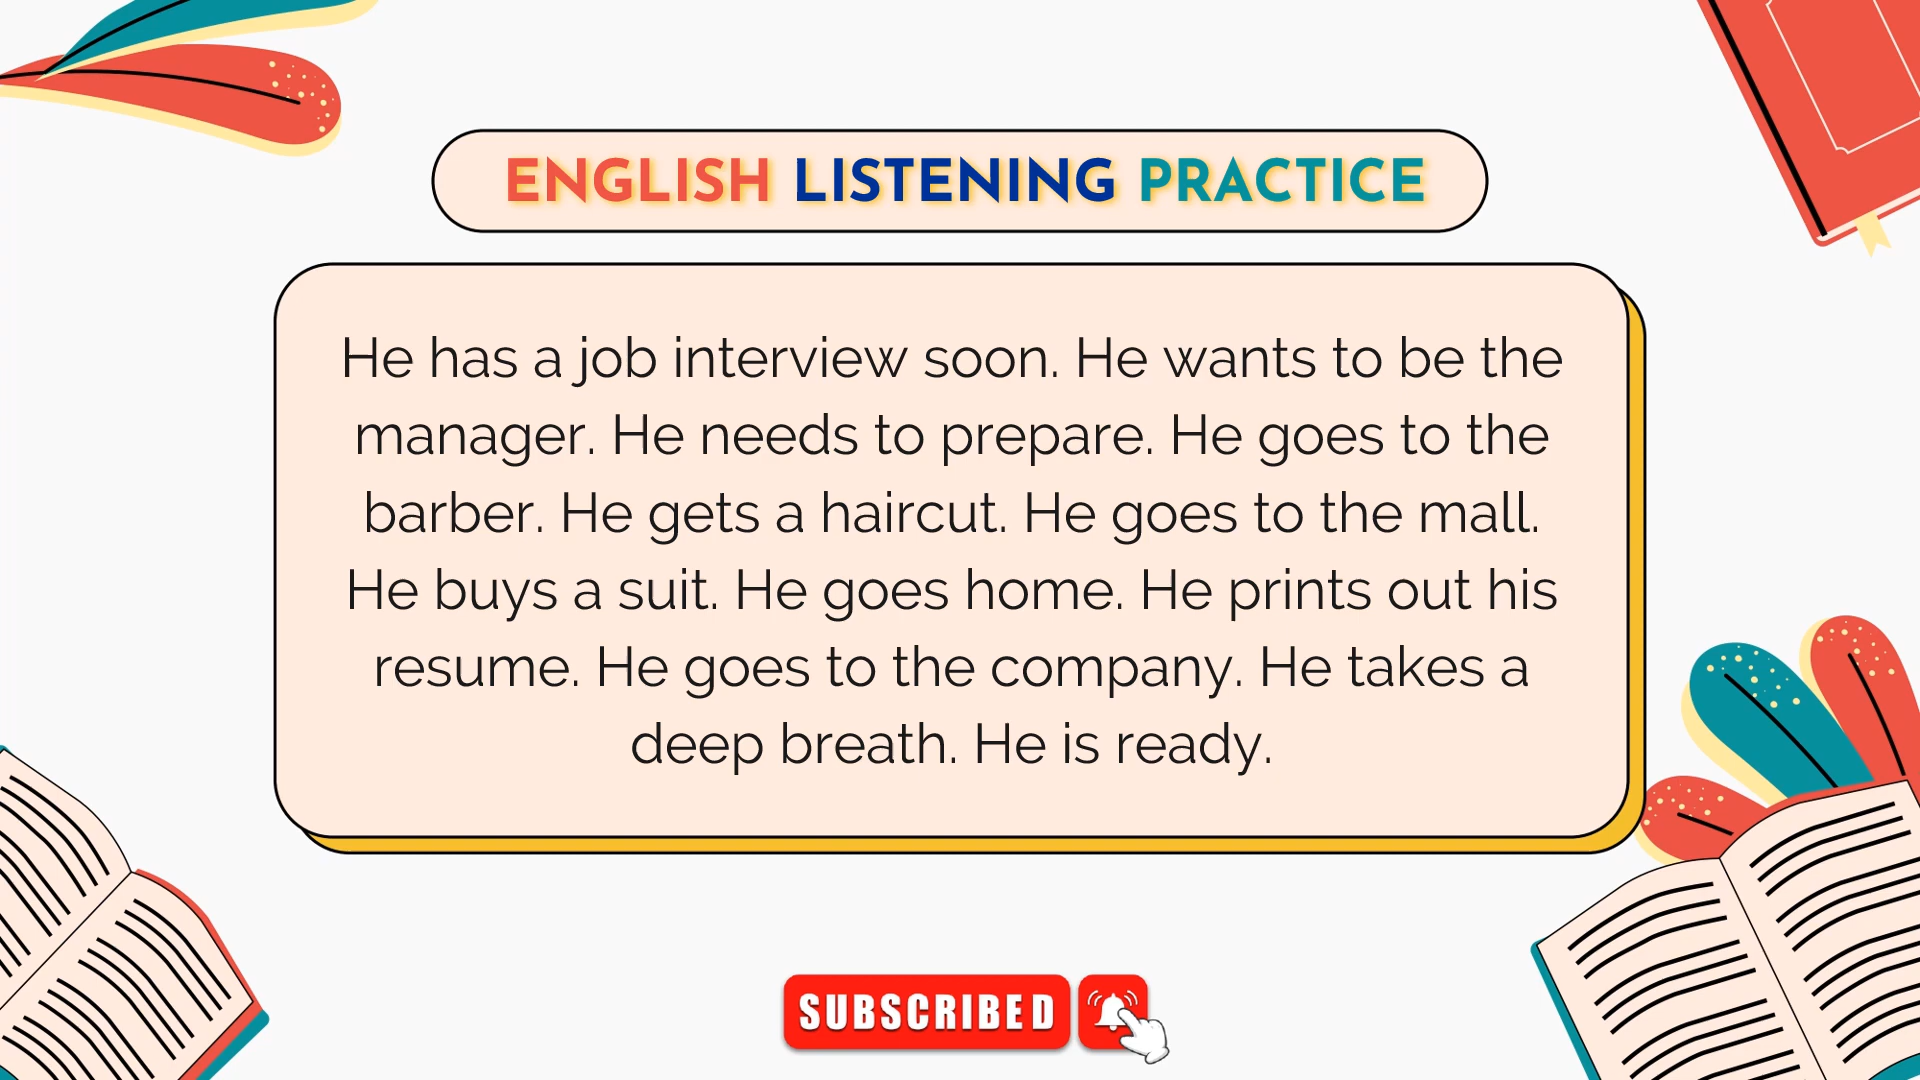 ENGLISH LISTENING PRACTICE
He has a job interview soon. He wants to be the
manager. He needs to prepare. He goes to the
barber. He gets a haircut. He goes to the mall.
He buys a suit. He goes home. He prints out his
resume. He goes to the company. He takes a
deep breath. He is ready.
SUBSCRIBED